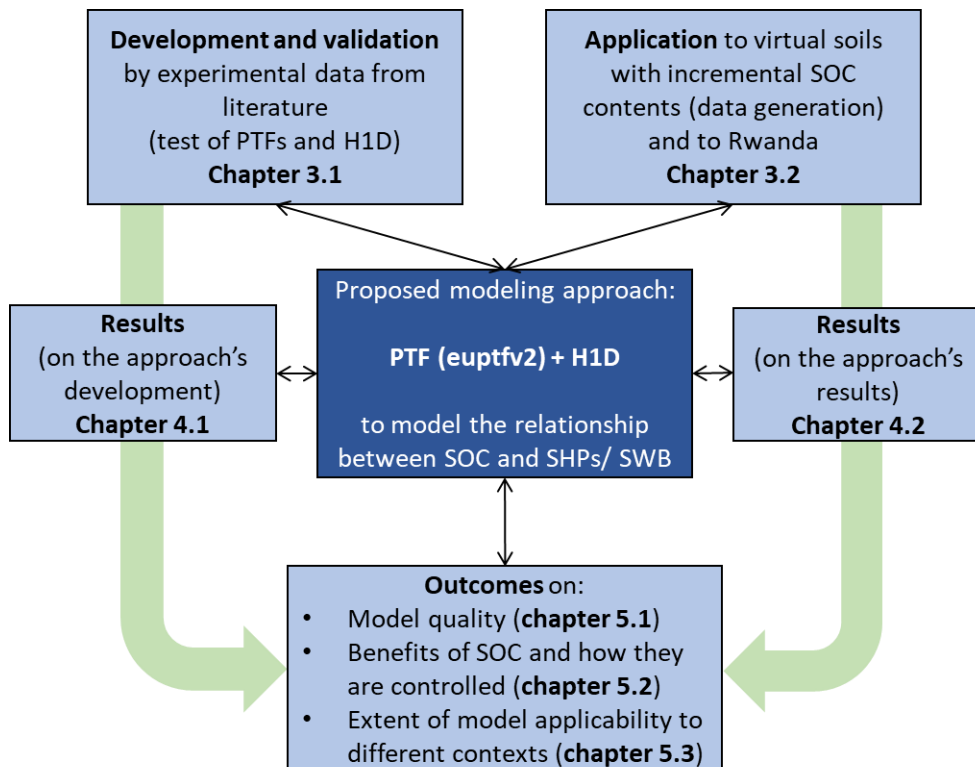 Development and validation
by experimental data from
literature
(test of PTFs and H1D)
Chapter 3.1
Application to virtual soils
with incremental SOC
contents (data generation)
and to Rwanda
Chapter 3.2
Proposed modeling approach:
PTF (euptfv2) + H1D
to model the relationship
between SOC and SHPs/ SWB
Results
(on the approach's
development)
Chapter 4.1
Results
(on the approach's
results)
Chapter 4.2
Outcomes on:
• Model quality (chapter 5.1)
• Benefits of SOC and how they
are controlled (chapter 5.2)
• Extent of model applicability to
different contexts (chapter 5.3)